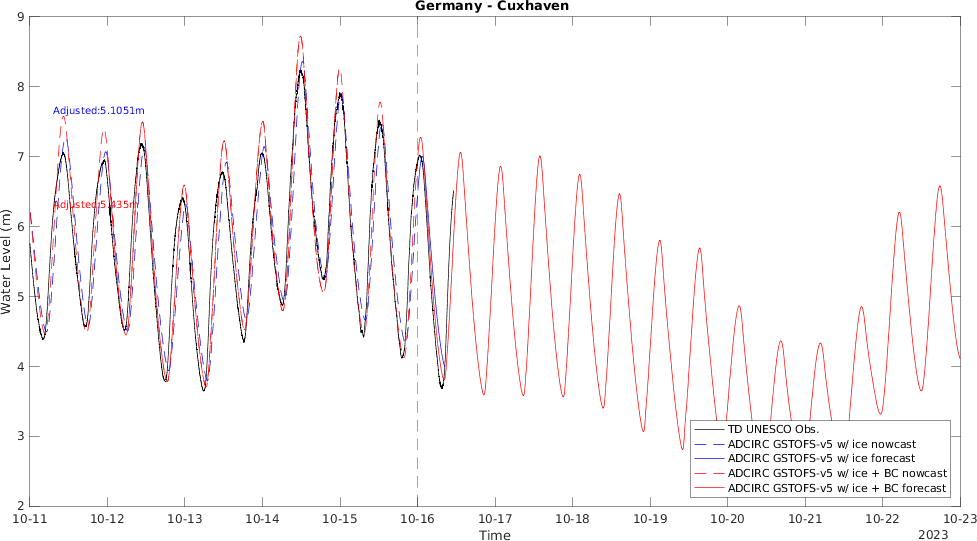 Germany - Cuxhaven
9
8
7
6
5
4
3
2
Water Level (m)
Adjusted:5.1051m
Adjusted:5.435m
TD UNESCO Obs.
ADCIRC GSTOFS-v5 w/ ice nowcast
ADCIRC GSTOFS-v5 w/ ice forecast
ADCIRC GSTOFS-v5 w/ ice + BC nowcast
ADCIRC GSTOFS-v5 w/ ice + BC forecast
10-11 10-12 10-13 10-14 10-15 10-16 10-17 10-18 10-19 10-20 10-21 10-22 10-23
Time
2023